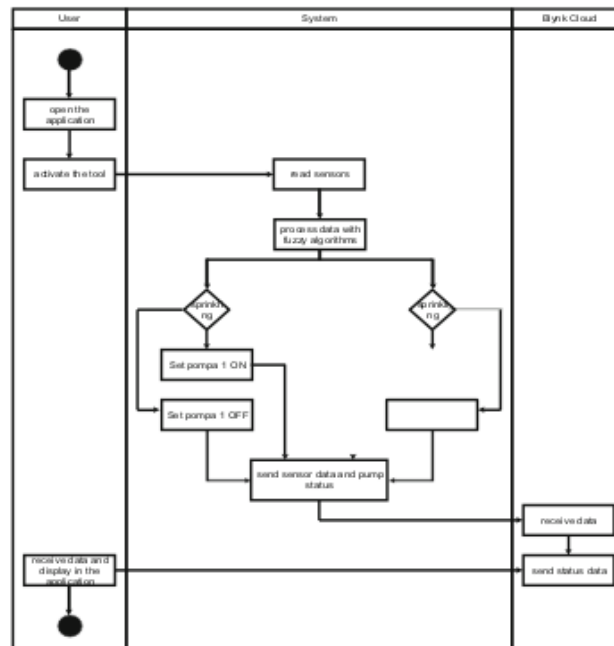 User
System
Blynk Cloud
open the
application
activate the tool
read sensors
process data with
fuzzy algorithms
sprinkli
ng
sprinkli
ng
Set pompa 1 ON
Set pompa 1 OFF
send sensor data and pump
status
receive data
receive data and
display in the
application
send status data